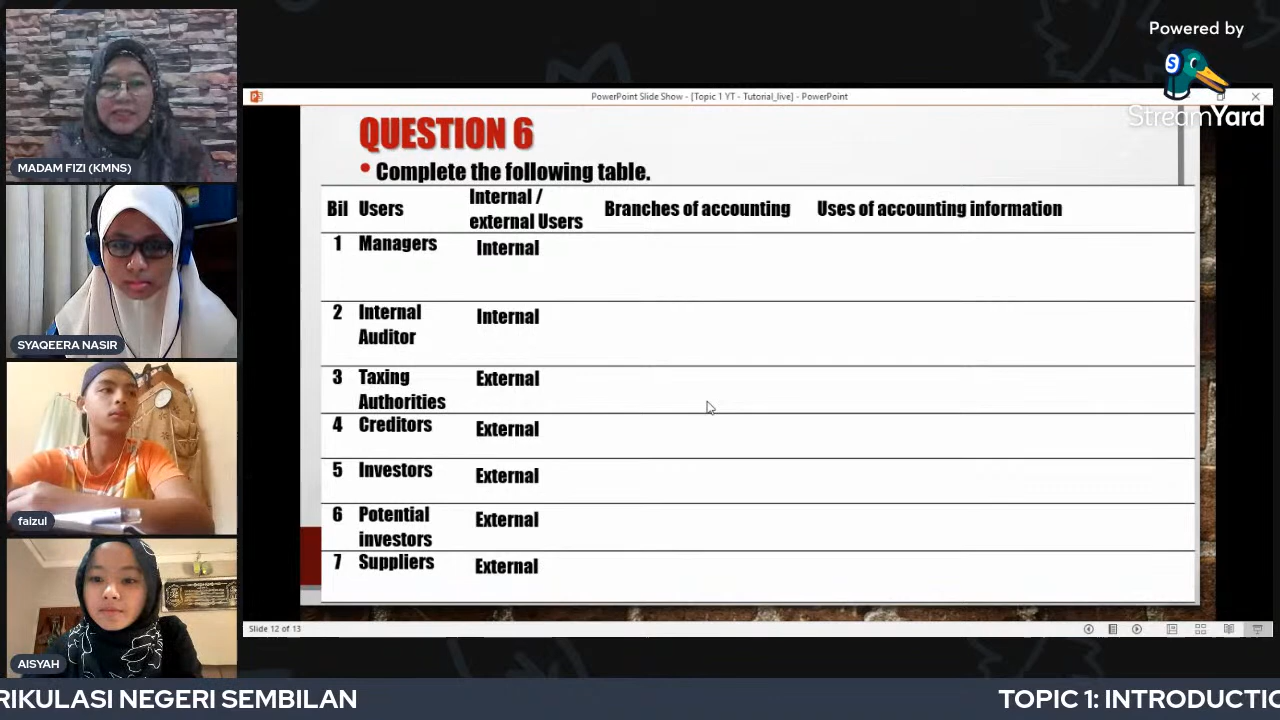 Powered by
S
StreamYard
MADAM FIZI (KMNS)
SYAQEERA NASIR
faizul
AISYAH
PowerPoint Slide Show - [Topic 1 YT - Tutorial_live] - PowerPoint
QUESTION 6
• Complete the following table.
Bil Users Internal / external Users Branches of accounting Uses of accounting information
1 Managers Internal
2 Internal Auditor Internal
3 Taxing Authorities External
4 Creditors External
5 Investors External
6 Potential investors External
7 Suppliers External
Slide 12 of 13
RIKULASI NEGERI SEMBILAN
TOPIC 1: INTRODUCTIO